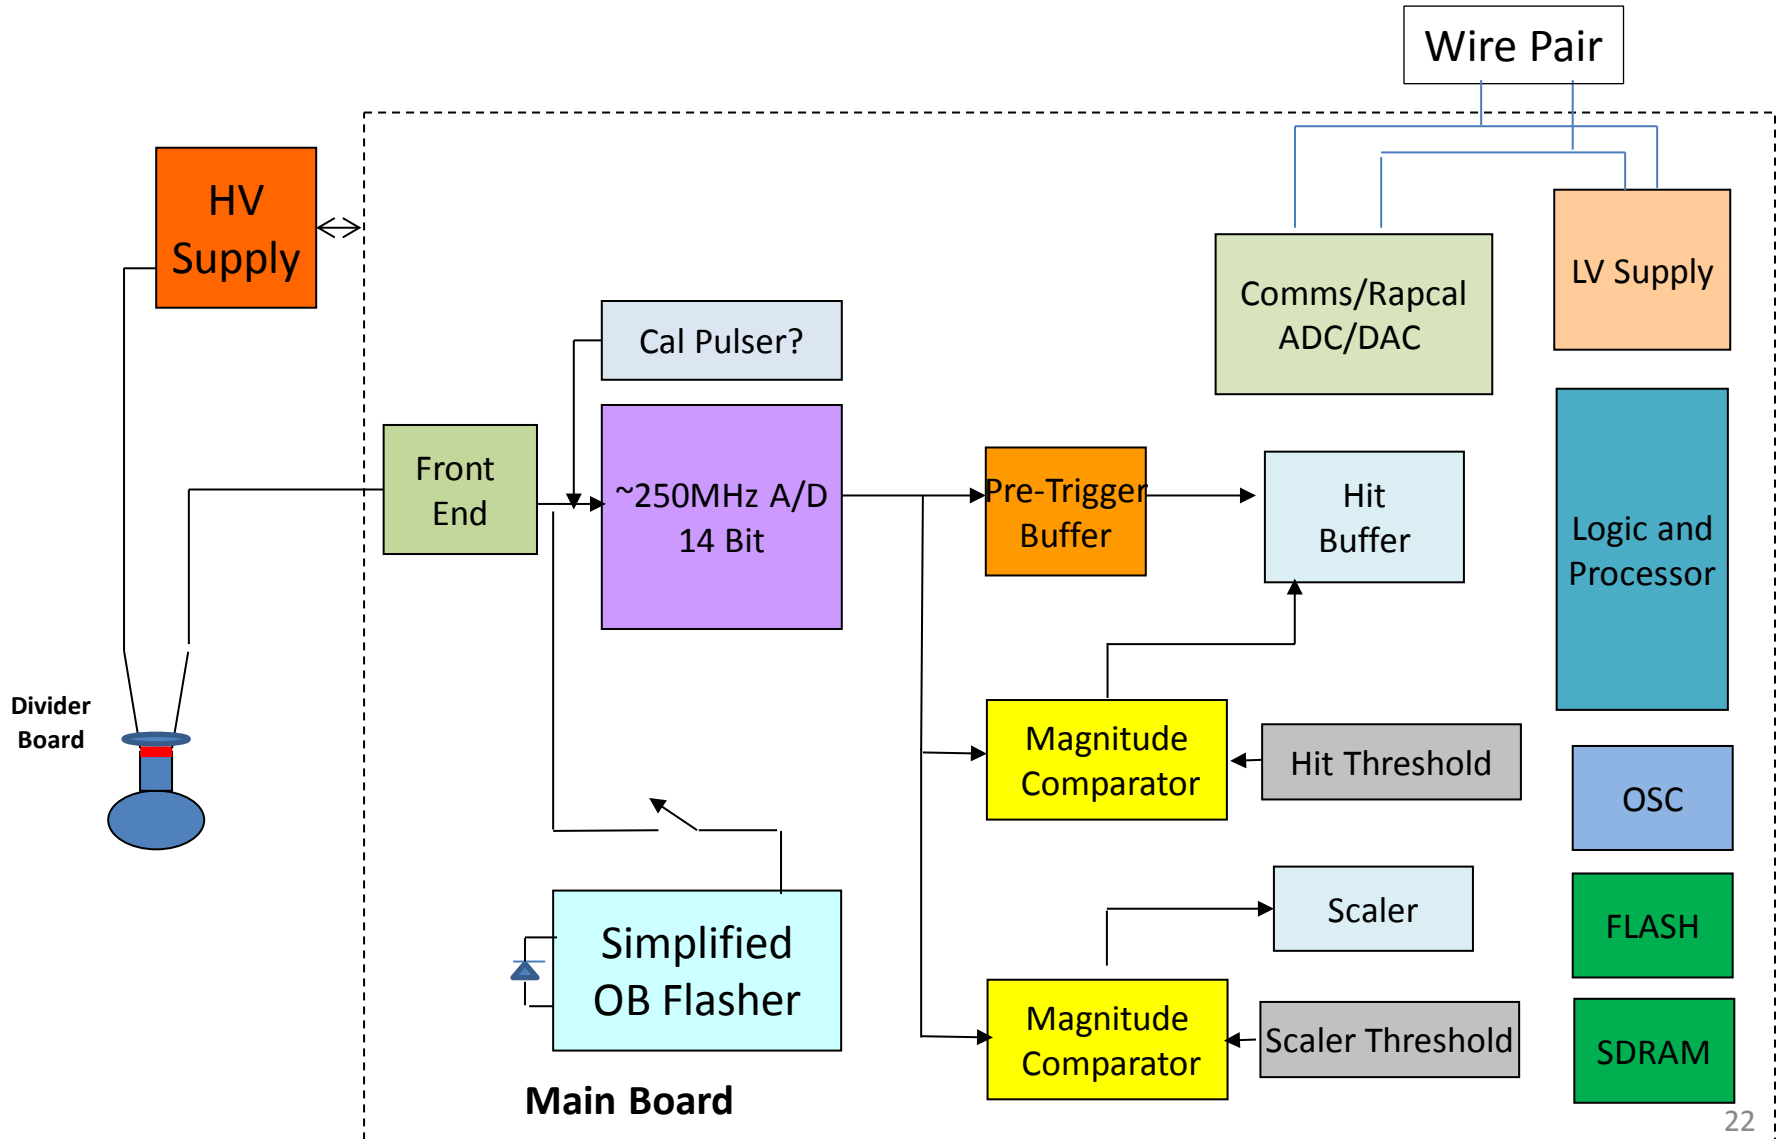 Wire Pair
HV
Supply
LV Supply
Comms/Rapcal
ADC/DAC
Cal Pulser?
Front
End
~250MHz A/D
14 Bit
Pre-Trigger
Buffer
Hit
Buffer
Logic and
Processor
Divider
Board
Magnitude
Comparator
Hit Threshold
OSC
Simplified
OB Flasher
Scaler
FLASH
Magnitude
Comparator
Scaler Threshold
SDRAM
Main Board
22